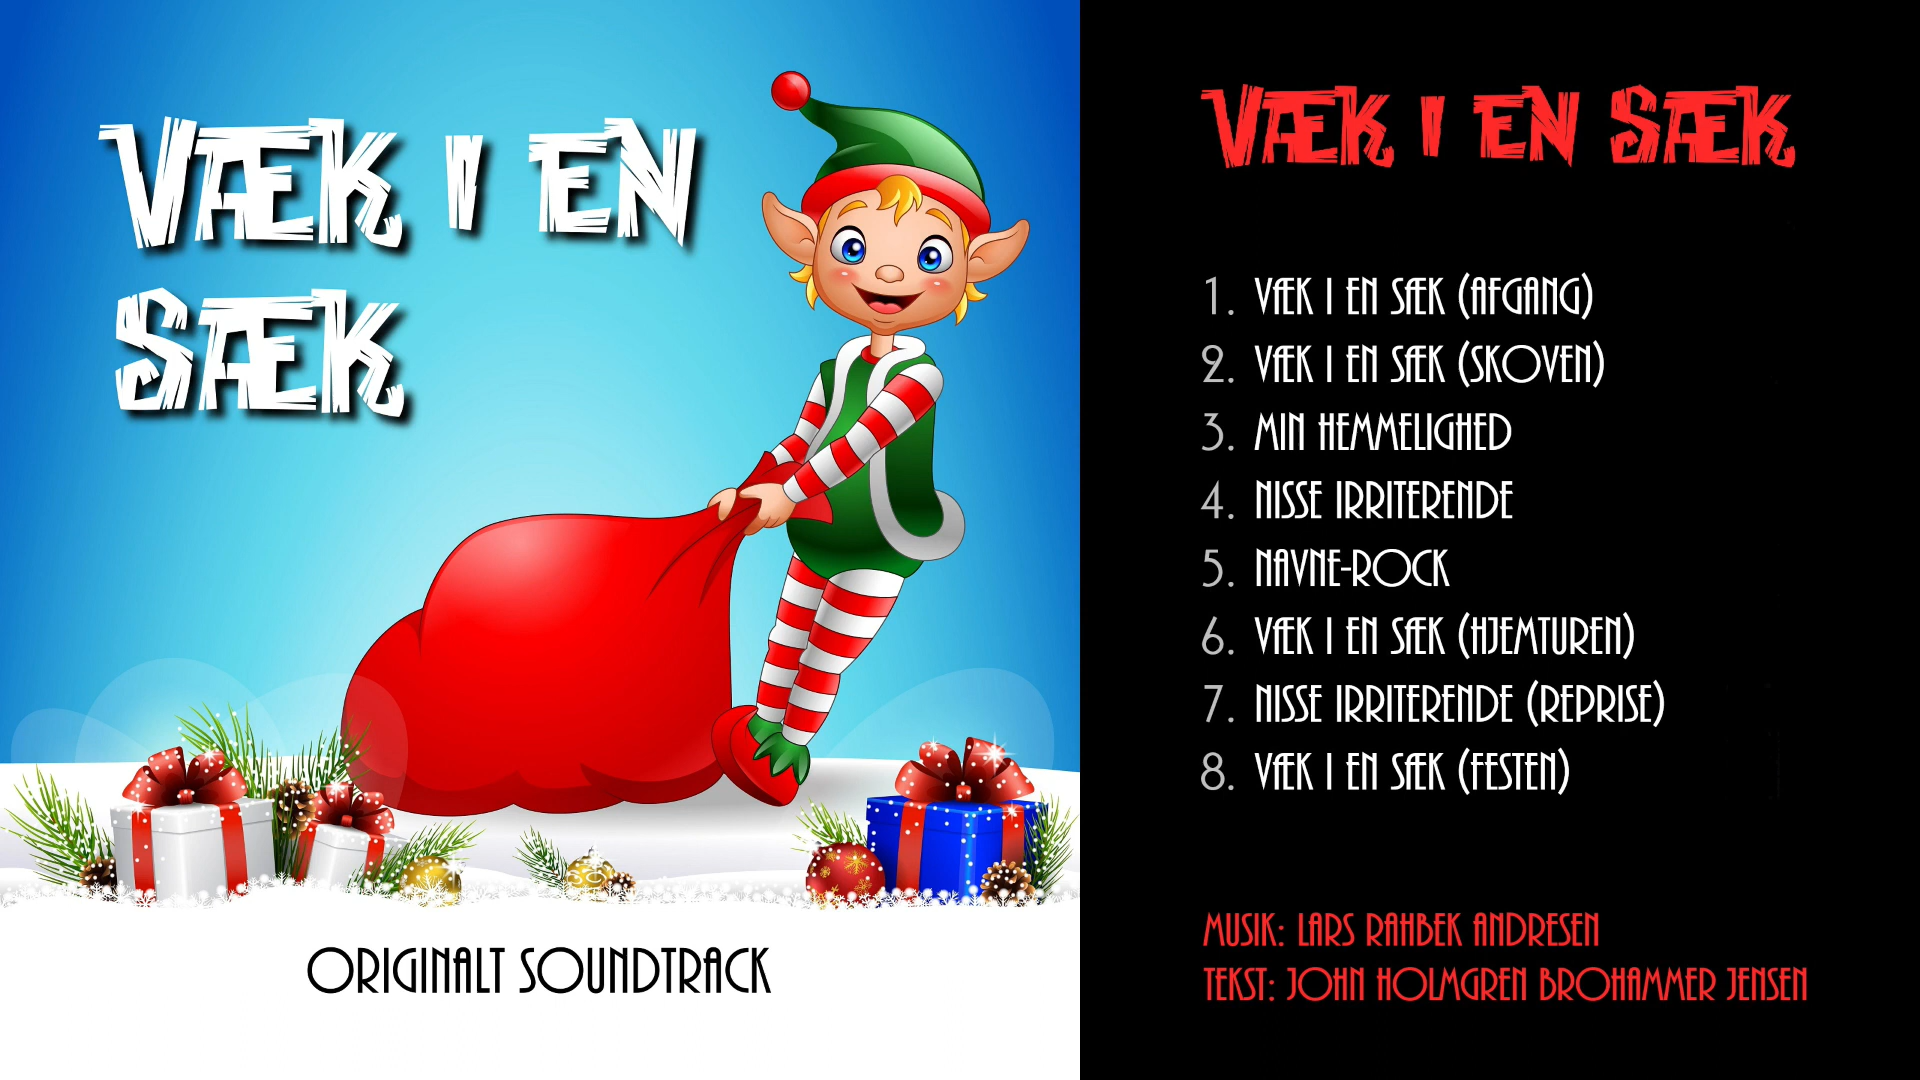 VÆK I EN
SÆK
ORIGINALT SOUNDTRACK
VÆK I EN SÆK
1. VÆK I EN SÆK (AFGANG)
2. VÆK I EN SÆK (SKOVEN)
3. MIN HEMMELIGHED
4. NISSE IRRITERENDE
5. NAVNE-ROCK
6. VÆK I EN SÆK (HJEMTUREN)
7. NISSE IRRITERENDE (REPRISE)
8. VÆK I EN SÆK (FESTEN)
MUSIK: LARS RAHBEK ANDRESEN
TEKST: JOHN HOLMGREN BROHAMMER JENSEN